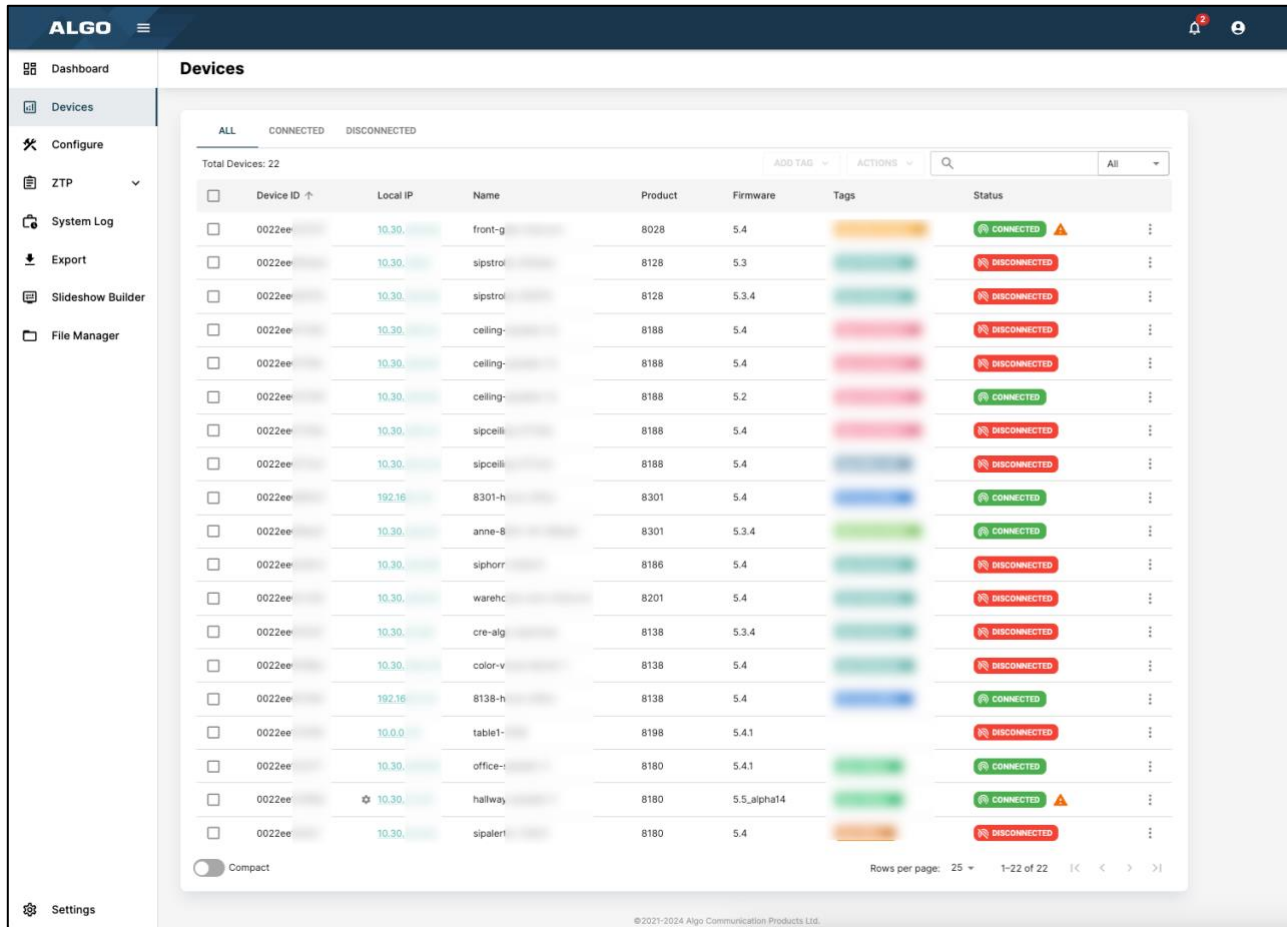 ALGO
2
Dashboard
Devices
Configure
ZTP
System Log
Export
Slideshow Builder
File Manager
Settings
Devices
ALL CONNECTED DISCONNECTED
Total Devices: 22 ADD TAG ACTIONS All
Device ID Local IP Name Product Firmware Tags Status
0022ee 10.30. front-g 8028 5.4 CONNECTED
0022ee 10.30. sipstrol 8128 5.3 DISCONNECTED
0022ee 10.30. sipstrol 8128 5.3.4 DISCONNECTED
0022ee 10.30. ceiling- 8188 5.4 DISCONNECTED
0022ee 10.30. ceiling- 8188 5.4 DISCONNECTED
0022ee 10.30. ceiling- 8188 5.2 CONNECTED
0022ee 10.30. sipceili 8188 5.4 DISCONNECTED
0022ee 10.30. sipceili 8188 5.4 DISCONNECTED
0022ee 192.16 8301-h 8301 5.4 CONNECTED
0022ee 10.30. anne-8 8301 5.3.4 CONNECTED
0022ee 10.30. siphorn 8186 5.4 DISCONNECTED
0022ee 10.30. wareho 8201 5.4 DISCONNECTED
0022ee 10.30. cre-alg 8138 5.3.4 DISCONNECTED
0022ee 10.30. color-v 8138 5.4 DISCONNECTED
0022ee 192.16 8138-h 8138 5.4 CONNECTED
0022ee 10.0.0 table1- 8198 5.4.1 DISCONNECTED
0022ee 10.30. office-s 8180 5.4.1 CONNECTED
0022ee 10.30. hallway 8180 5.5_alpha14 CONNECTED
0022ee 10.30. sipalert 8180 5.4 DISCONNECTED
Compact Rows per page: 25 1–22 of 22
©2021-2024 Algo Communication Products Ltd.